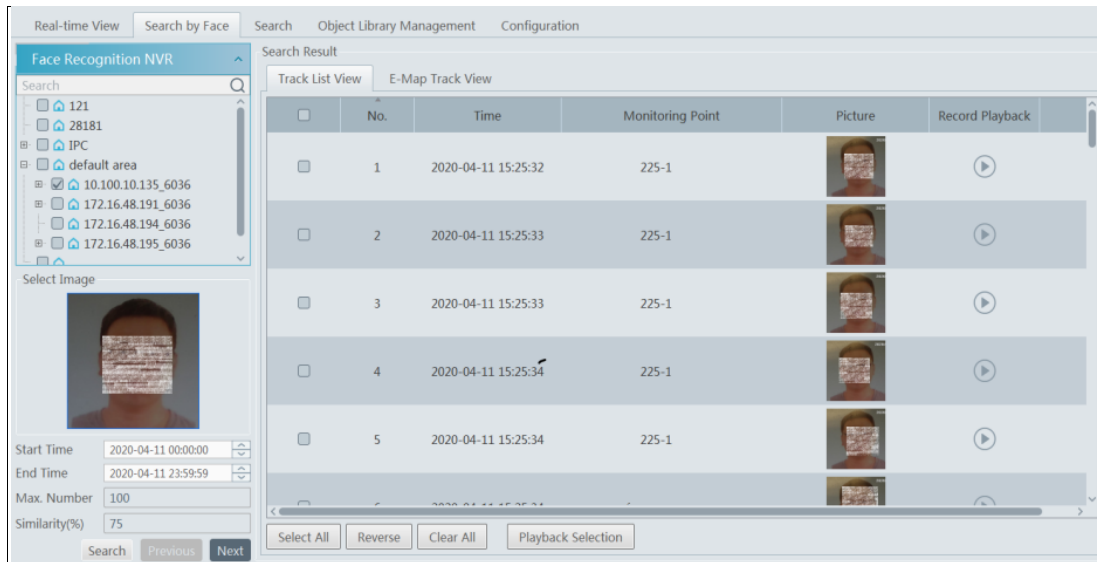 Real-time View Search by Face Search Object Library Management Configuration
Face Recognition NVR
Search
121
28181
IPC
default area
10.100.10.135_6036
172.16.48.191_6036
172.16.48.194_6036
172.16.48.195_6036
Select Image
Start Time 2020-04-11 00:00:00
End Time 2020-04-11 23:59:59
Max. Number 100
Similarity(%) 75
Search Previous Next
Search Result
Track List View E-Map Track View
No. Time Monitoring Point Picture Record Playback
1 2020-04-11 15:25:32 225-1
2 2020-04-11 15:25:33 225-1
3 2020-04-11 15:25:33 225-1
4 2020-04-11 15:25:34 225-1
5 2020-04-11 15:25:34 225-1
Select All Reverse Clear All Playback Selection